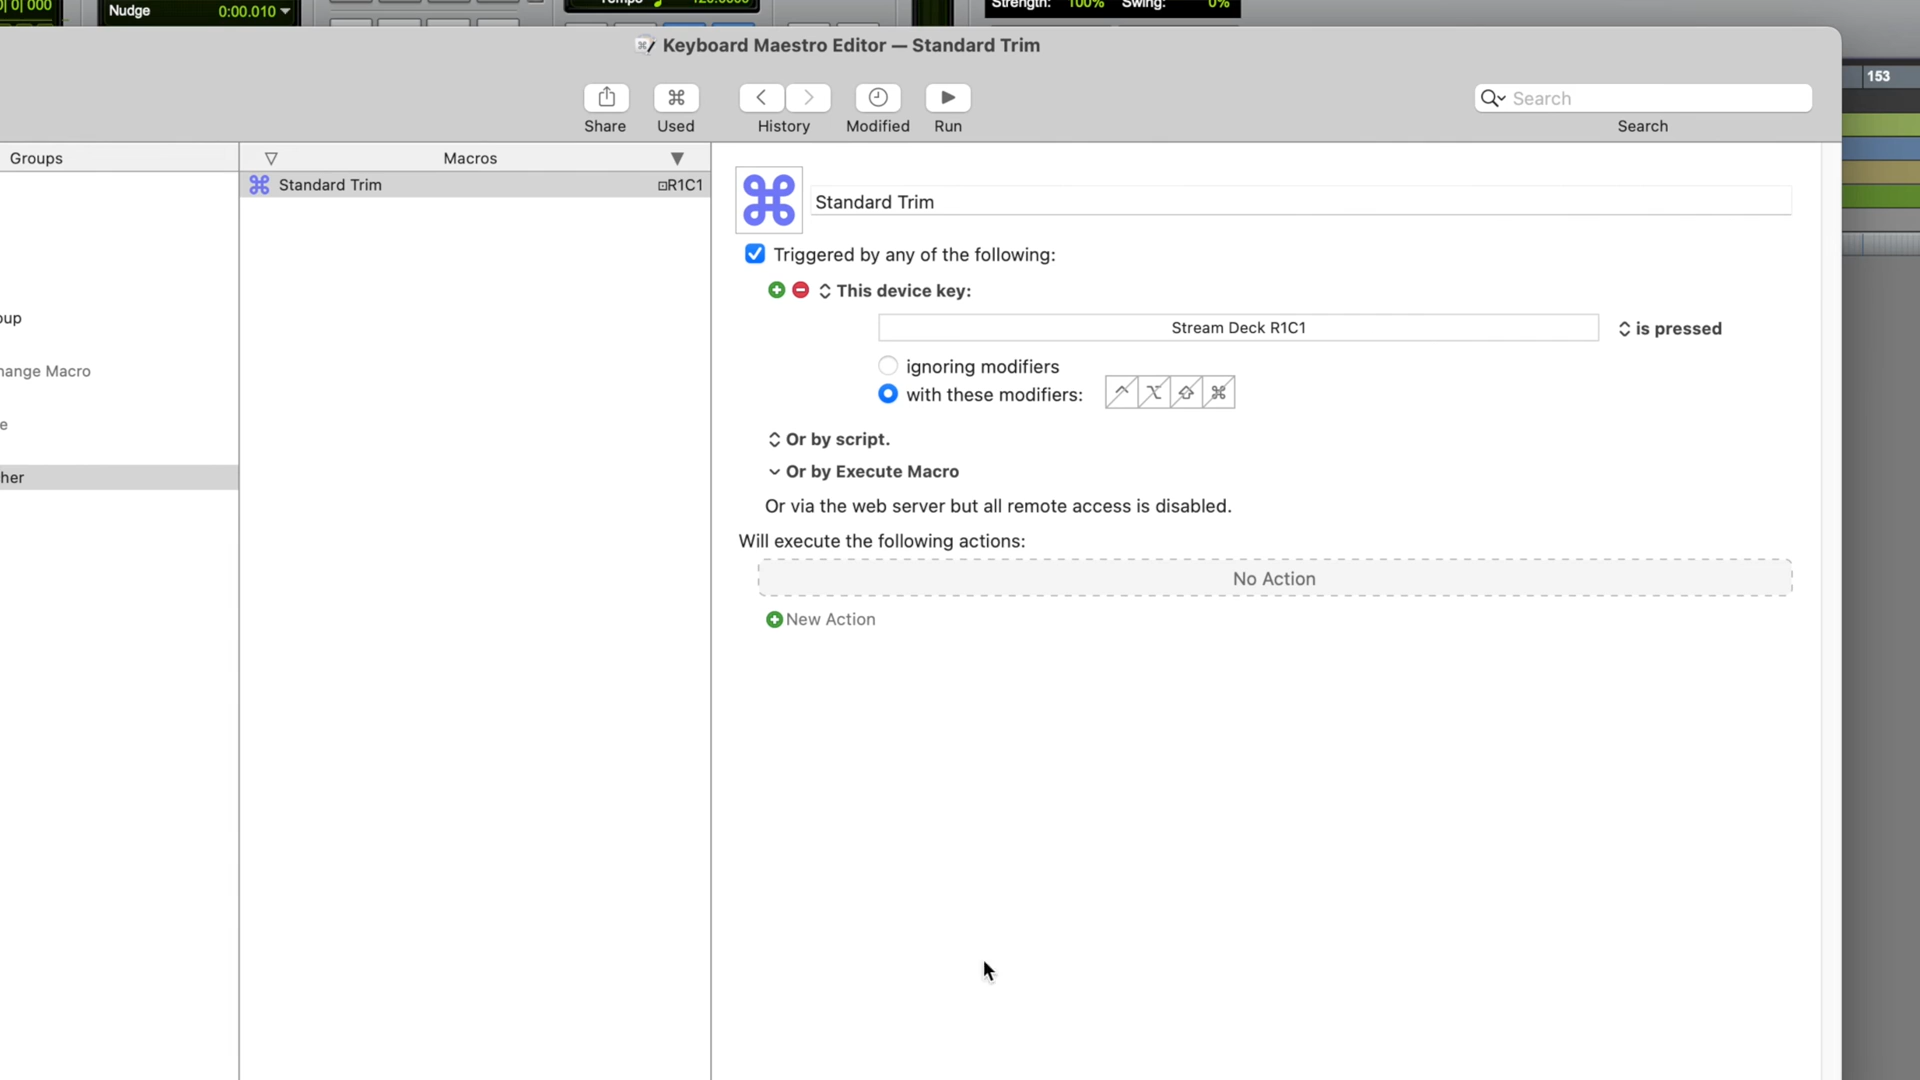 0| 0| 000
Nudge
0:00.010
Strength: 100% Swing: 0%
Keyboard Maestro Editor — Standard Trim
153
Share
Used
History
Modified
Run
Search
Search
Groups
Macros
Standard Trim
R1C1
Standard Trim
Triggered by any of the following:
This device key:
Stream Deck R1C1
is pressed
oup
ignoring modifiers
hange Macro
with these modifiers:
e
Or by script.
Or by Execute Macro
her
Or via the web server but all remote access is disabled.
Will execute the following actions:
No Action
New Action